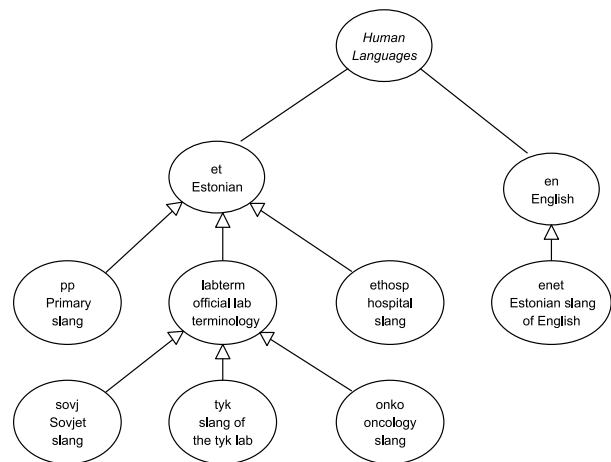 Human
Languages
et
Estonian
en
English
pp
Primary
slang
labterm
official lab
terminology
ethosp
hospital
slang
enet
Estonian slang
of English
sovj
Sovjet
slang
tyk
slang of
the tyk lab
onko
oncology
slang